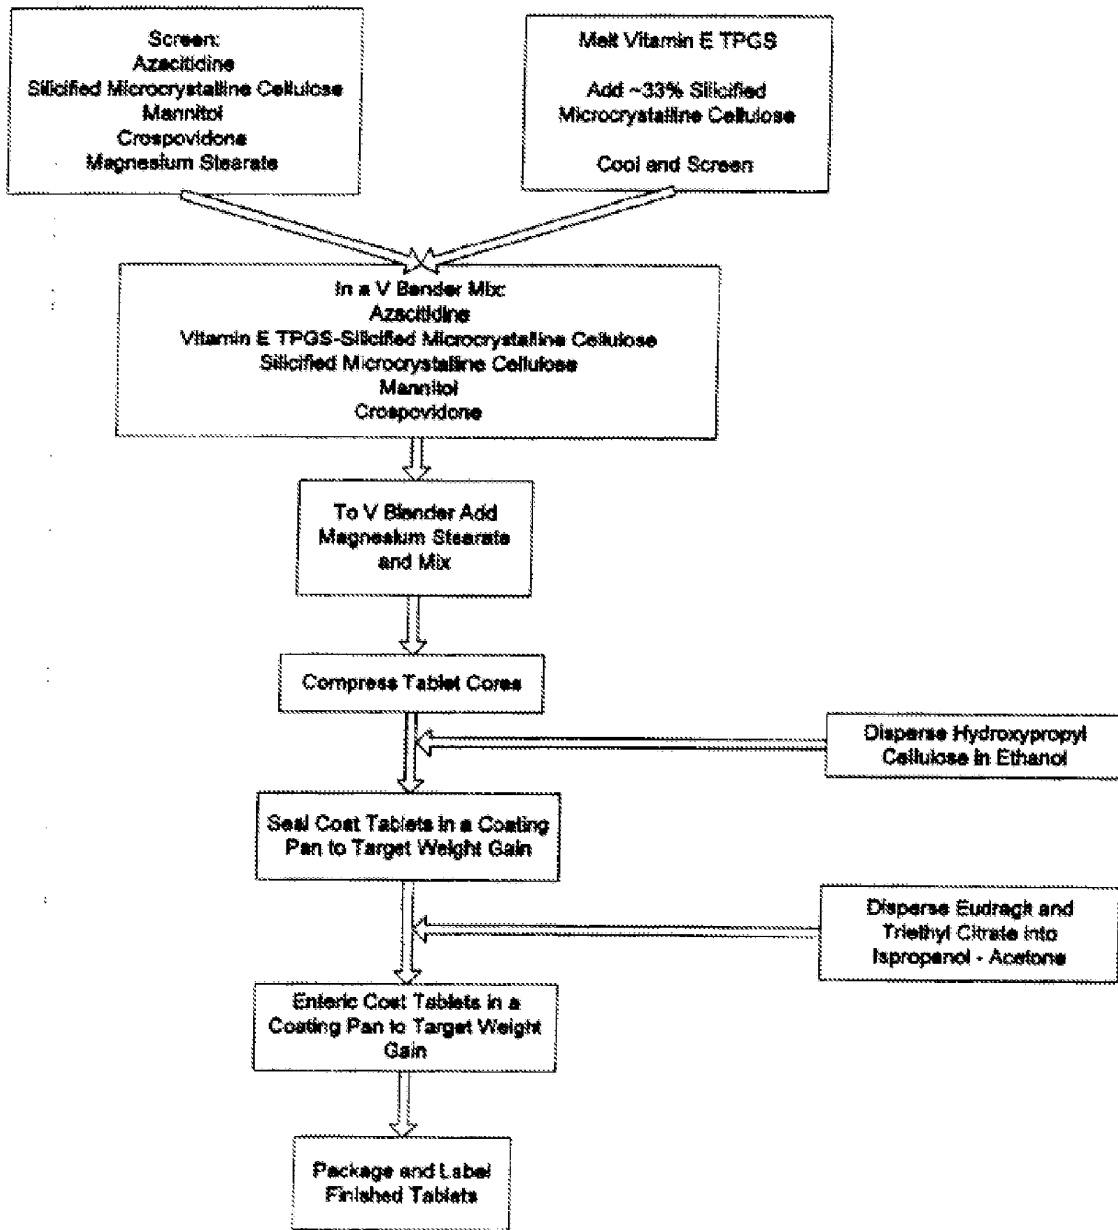 Screen:
Azacitidine
Silicified Microcrystalline Cellulose
Mannitol
Crospovidone
Magnesium Stearate
Melt Vitamin E TPGS
Add ~33% Silicified
Microcrystalline Cellulose
Cool and Screen
In a V Bender Mix:
Azacitidine
Vitamin E TPGS-Silicified Microcrystalline Cellulose
Silicified Microcrystalline Cellulose
Mannitol
Crospovidone
To V Blender Add
Magnesium Stearate
and Mix
Compress Tablet Cores
Disperse Hydroxypropyl
Cellulose in Ethanol
Seal Coat Tablets in a Coating
Pan to Target Weight Gain
Disperse Eudragit and
Triethyl Citrate into
Ispropanol - Acetone
Enteric Coat Tablets in a
Coating Pan to Target Weight
Gain
Package and Label
Finished Tablets